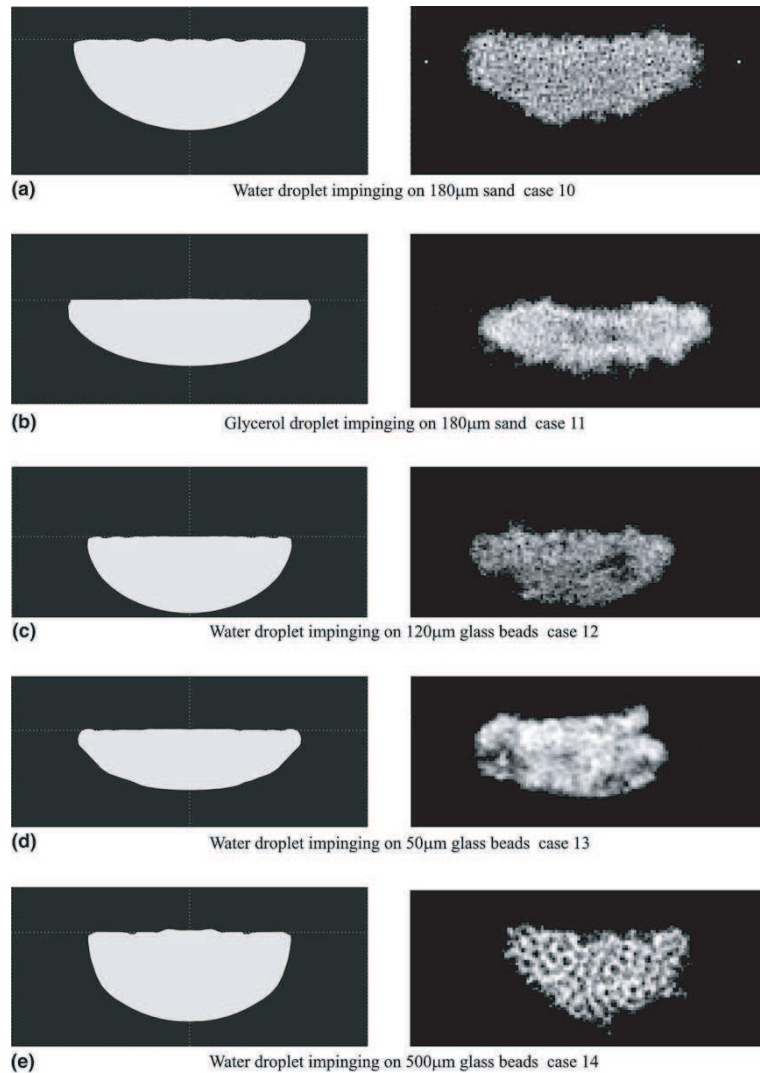 (a) Water droplet impinging on 180μm sand case 10
(b) Glycerol droplet impinging on 180μm sand case 11
(c) Water droplet impinging on 120μm glass beads case 12
(d) Water droplet impinging on 50μm glass beads case 13
(e) Water droplet impinging on 500μm glass beads case 14